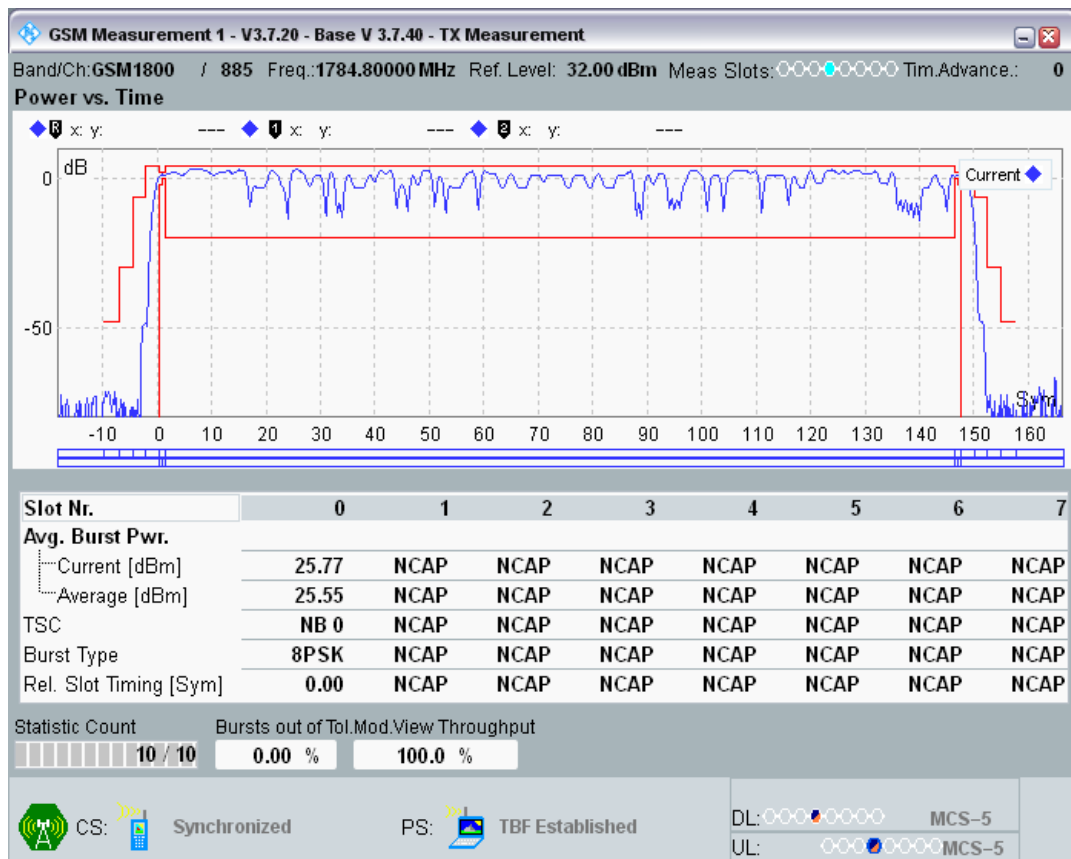 GSM Measurement 1 - V3.7.20 - Base V 3.7.40 - TX Measurement
Band/Ch:GSM1800 / 885 Freq.:1784.80000 MHz Ref. Level: 32.00 dBm Meas Slots: Tim.Advance.: 0
Power vs. Time
R x: y: --- 1 x: y: --- 2 x: y: ---
dB
Current
0
-50
Sym
-10 0 10 20 30 40 50 60 70 80 90 100 110 120 130 140 150 160
Slot Nr. 0 1 2 3 4 5 6 7
Avg. Burst Pwr.
Current [dBm] 25.77 NCAP NCAP NCAP NCAP NCAP NCAP NCAP
Average [dBm] 25.55 NCAP NCAP NCAP NCAP NCAP NCAP NCAP
TSC NB 0 NCAP NCAP NCAP NCAP NCAP NCAP NCAP
Burst Type 8PSK NCAP NCAP NCAP NCAP NCAP NCAP NCAP
Rel. Slot Timing [Sym] 0.00 NCAP NCAP NCAP NCAP NCAP NCAP NCAP
Statistic Count Bursts out of Tol.Mod.View Throughput
10 / 10 0.00 % 100.0 %
CS: Synchronized PS: TBF Established
DL: MCS-5
UL: MCS-5